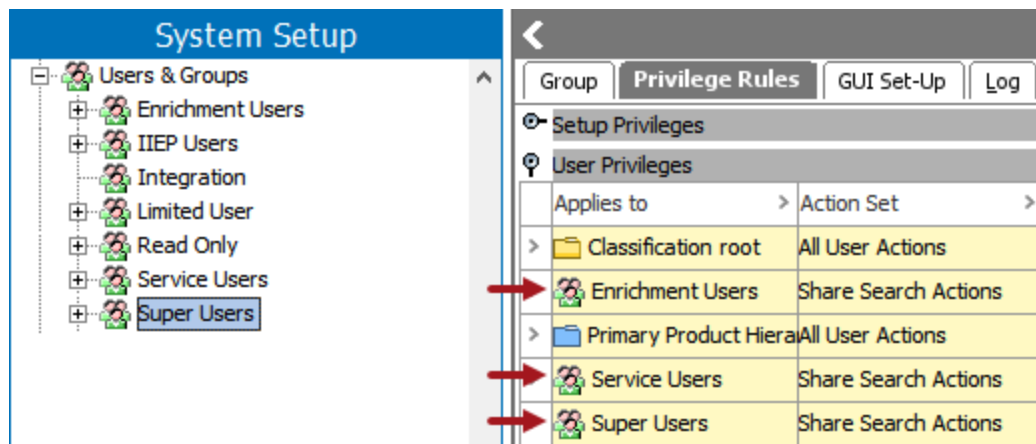 System Setup
Users & Groups
Enrichment Users
IIEP Users
Integration
Limited User
Read Only
Service Users
Super Users
Group Privilege Rules GUI Set-Up Log
Setup Privileges
User Privileges
Applies to > Action Set >
> Classification root All User Actions
Enrichment Users Share Search Actions
> Primary Product Hiera All User Actions
Service Users Share Search Actions
Super Users Share Search Actions